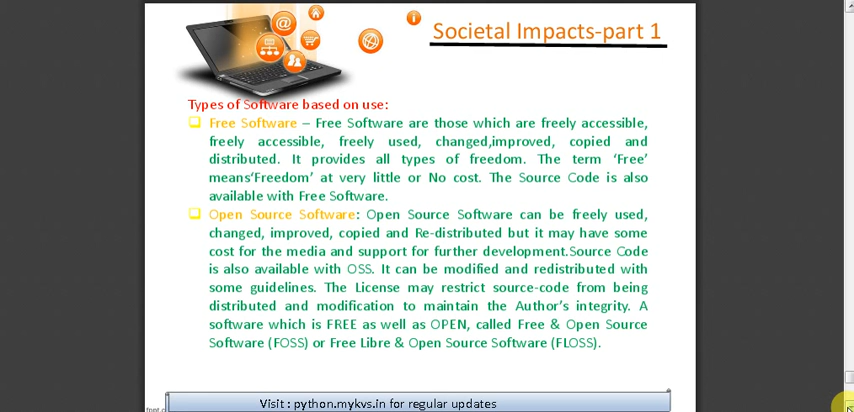 Societal Impacts-part 1
Types of Software based on use:
Free Software – Free Software are those which are freely accessible,
freely accessible, freely used, changed,improved, copied and
distributed. It provides all types of freedom. The term ‘Free’
means‘Freedom’ at very little or No cost. The Source Code is also
available with Free Software.
Open Source Software: Open Source Software can be freely used,
changed, improved, copied and Re-distributed but it may have some
cost for the media and support for further development.Source Code
is also available with OSS. It can be modified and redistributed with
some guidelines. The License may restrict source-code from being
distributed and modification to maintain the Author’s integrity. A
software which is FREE as well as OPEN, called Free & Open Source
Software (FOSS) or Free Libre & Open Source Software (FLOSS).
Visit : python.mykvs.in for regular updates